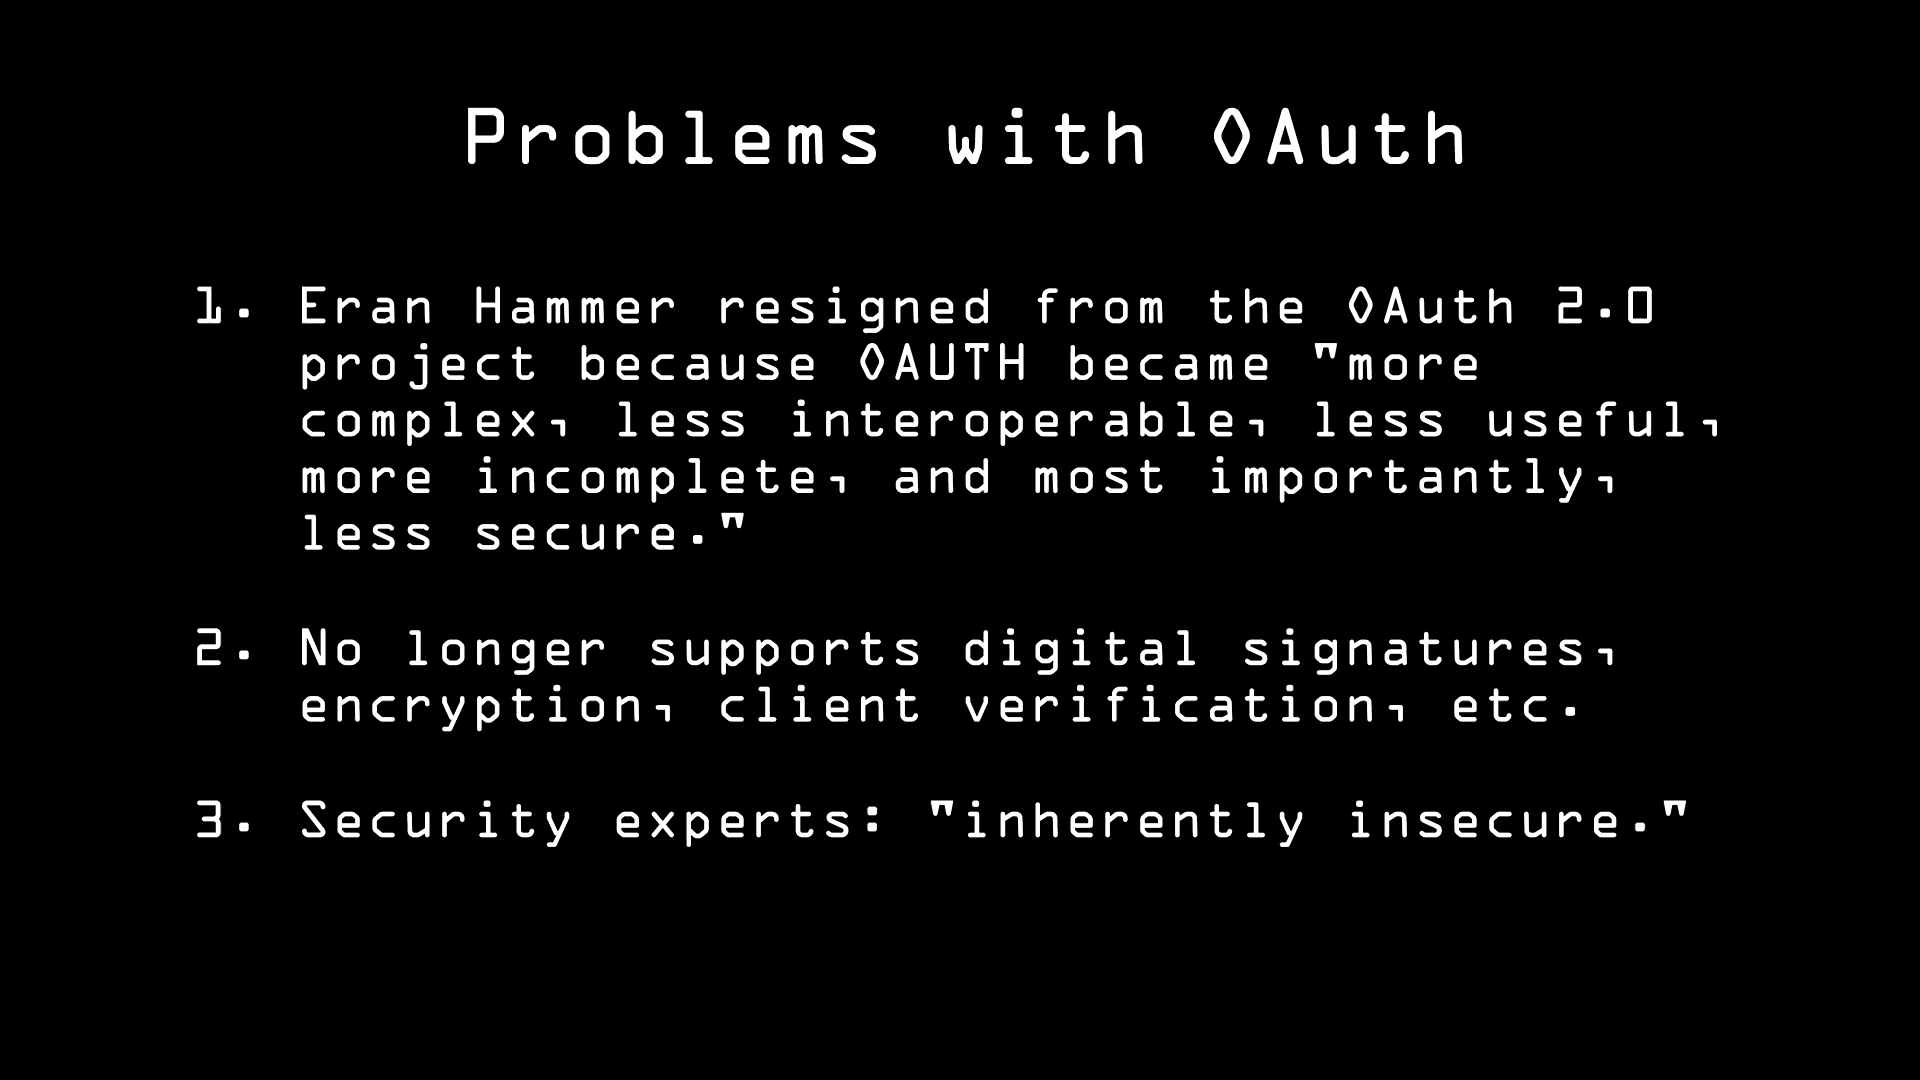 Problems with OAuth
1. Eran Hammer resigned from the OAuth 2.0
project because OAUTH became "more
complex, less interoperable, less useful,
more incomplete, and most importantly,
less secure."
2. No longer supports digital signatures,
encryption, client verification, etc.
3. Security experts: "inherently insecure."